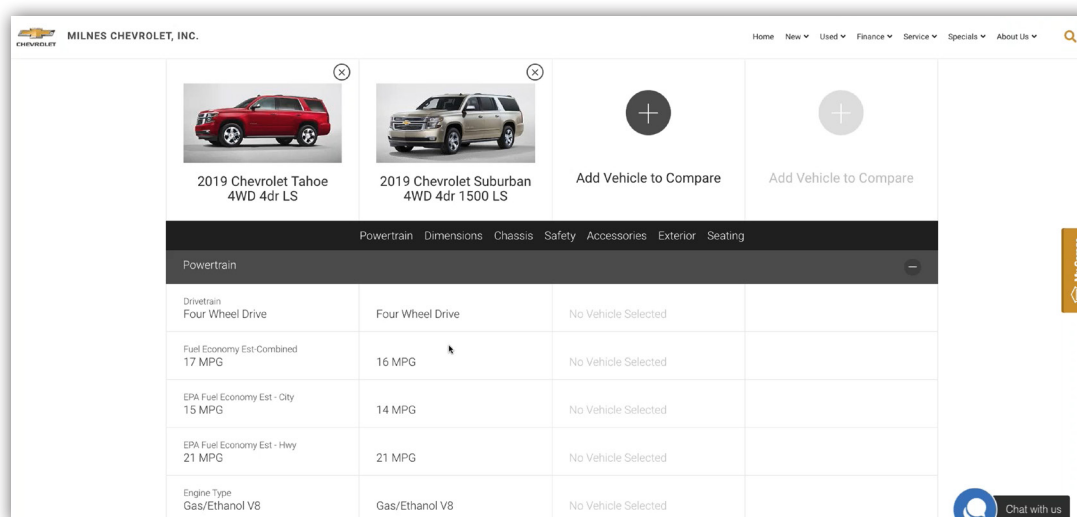 CHEVROLET
MILNES CHEVROLET, INC.
Home New Used Finance Service Specials About Us
2019 Chevrolet Tahoe
4WD 4dr LS
2019 Chevrolet Suburban
4WD 4dr 1500 LS
Add Vehicle to Compare
Add Vehicle to Compare
Powertrain Dimensions Chassis Safety Accessories Exterior Seating
Powertrain
Drivetrain
Four Wheel Drive Four Wheel Drive No Vehicle Selected
Fuel Economy Est-Combined
17 MPG 16 MPG No Vehicle Selected
EPA Fuel Economy Est - City
15 MPG 14 MPG No Vehicle Selected
EPA Fuel Economy Est - Hwy
21 MPG 21 MPG No Vehicle Selected
Engine Type
Gas/Ethanol V8 Gas/Ethanol V8 No Vehicle Selected
Chat with us